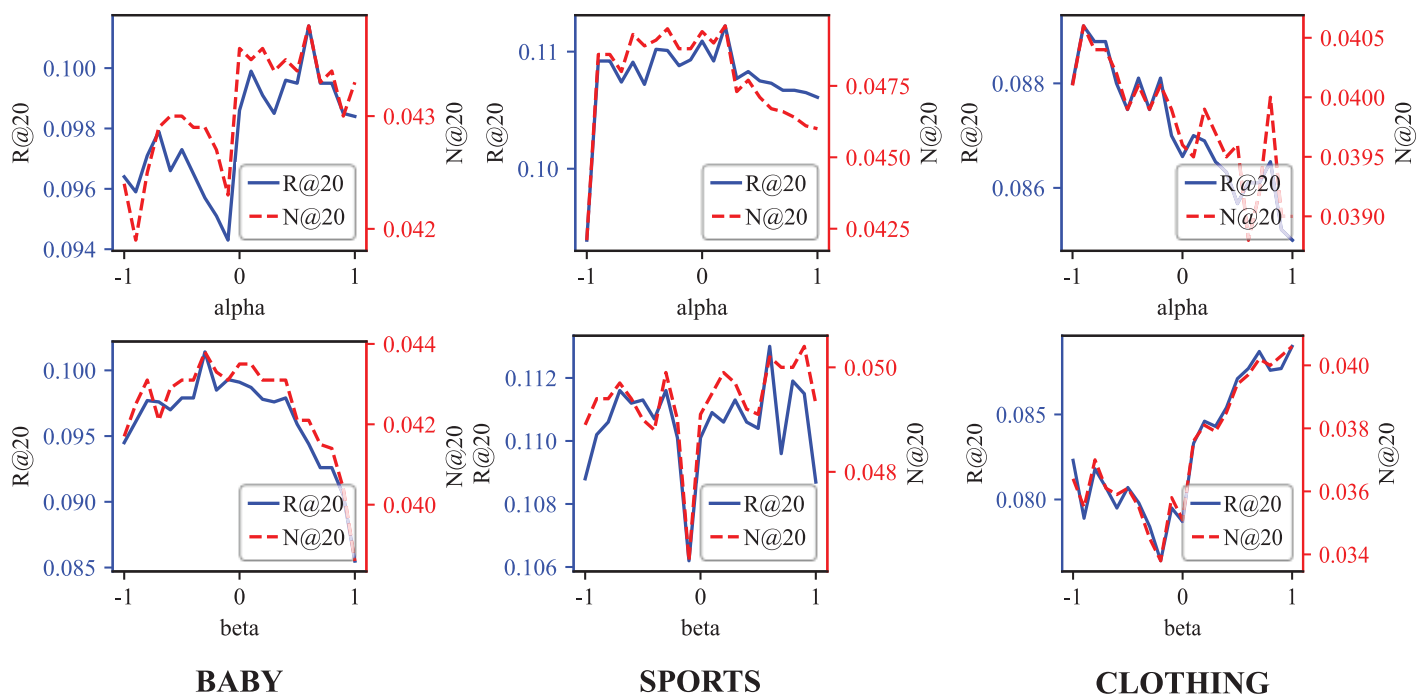 R@20
0.100
0.098
0.096
0.094
-1
0
1
alpha
0.043
0.042
N@20
R@20
N@20
R@20
0.11
0.10
-1
0
1
alpha
0.0475
0.0450
0.0425
N@20
R@20
N@20
R@20
0.088
0.086
-1
0
1
alpha
0.0405
0.0400
0.0395
0.0390
N@20
R@20
N@20
R@20
0.100
0.095
0.090
0.085
-1
0
1
beta
0.044
0.042
0.040
N@20
R@20
N@20
R@20
0.112
0.110
0.108
0.106
-1
0
1
beta
0.050
0.048
N@20
R@20
N@20
R@20
0.085
0.080
-1
0
1
beta
0.040
0.038
0.036
0.034
N@20
R@20
N@20
BABY
SPORTS
CLOTHING